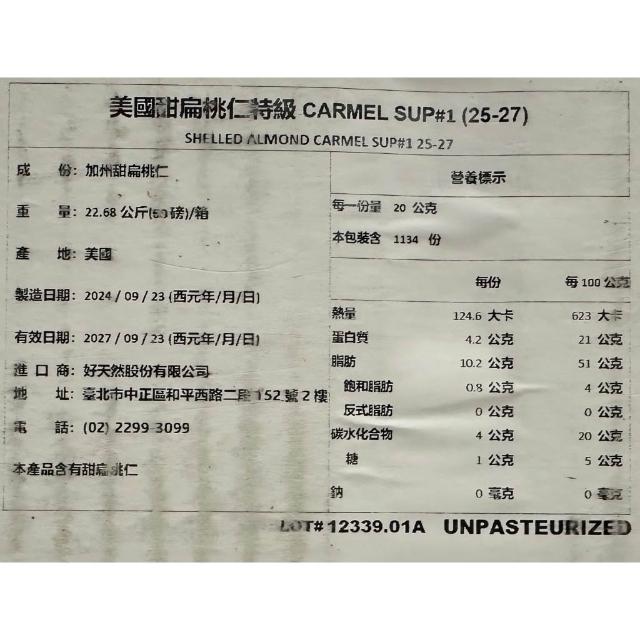 美國甜扁桃仁特級 CARMEL SUP#1 (25-27)
SHELLED ALMOND CARMEL SUP#1 25-27
成 份: 加州甜扁桃仁
重 量: 22.68 公斤(50 磅)/箱
產 地: 美國
製造日期: 2024 / 09 / 23 (西元年/月/日)
有效日期: 2027 / 09 / 23 (西元年/月/日)
進 口 商: 好天然股份有限公司
地 址: 臺北市中正區和平西路二段 152 號 2 樓
電 話: (02) 2299-3099
本產品含有甜扁桃仁
營養標示
每一份量 20 公克
本包裝含 1134 份
每份 每 100 公克
熱量 124.6 大卡 623 大卡
蛋白質 4.2 公克 21 公克
脂肪 10.2 公克 51 公克
飽和脂肪 0.8 公克 4 公克
反式脂肪 0 公克 0 公克
碳水化合物 4 公克 20 公克
糖 1 公克 5 公克
鈉 0 毫克 0 毫克
LOT# 12339.01A UNPASTEURIZED